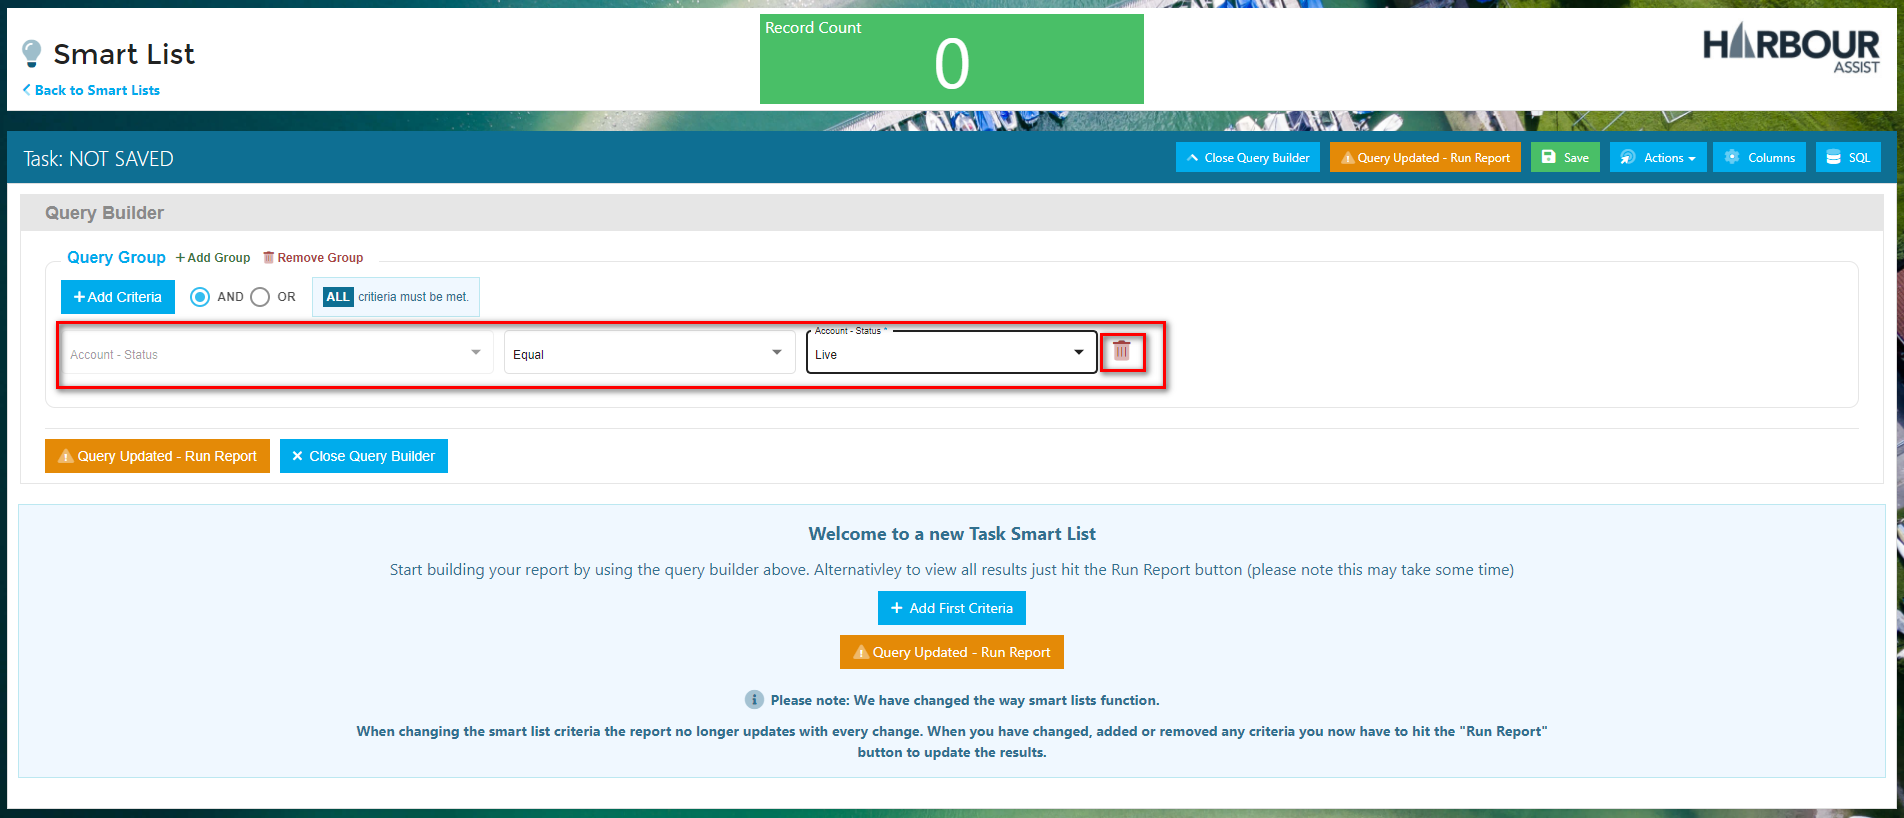 Smart List
Back to Smart Lists
Record Count
0
HARBOUR
ASSIST
Task: NOT SAVED
Close Query Builder
Query Updated - Run Report
Save
Actions
Columns
SQL
Query Builder
Query Group + Add Group Remove Group
+ Add Criteria AND OR ALL critieria must be met.
Account - Status *
Account - Status Equal Live
Query Updated - Run Report
× Close Query Builder
Welcome to a new Task Smart List
Start building your report by using the query builder above. Alternativley to view all results just hit the Run Report button (please note this may take some time)
+ Add First Criteria
Query Updated - Run Report
Please note: We have changed the way smart lists function.
When changing the smart list criteria the report no longer updates with every change. When you have changed, added or removed any criteria you now have to hit the "Run Report"
button to update the results.